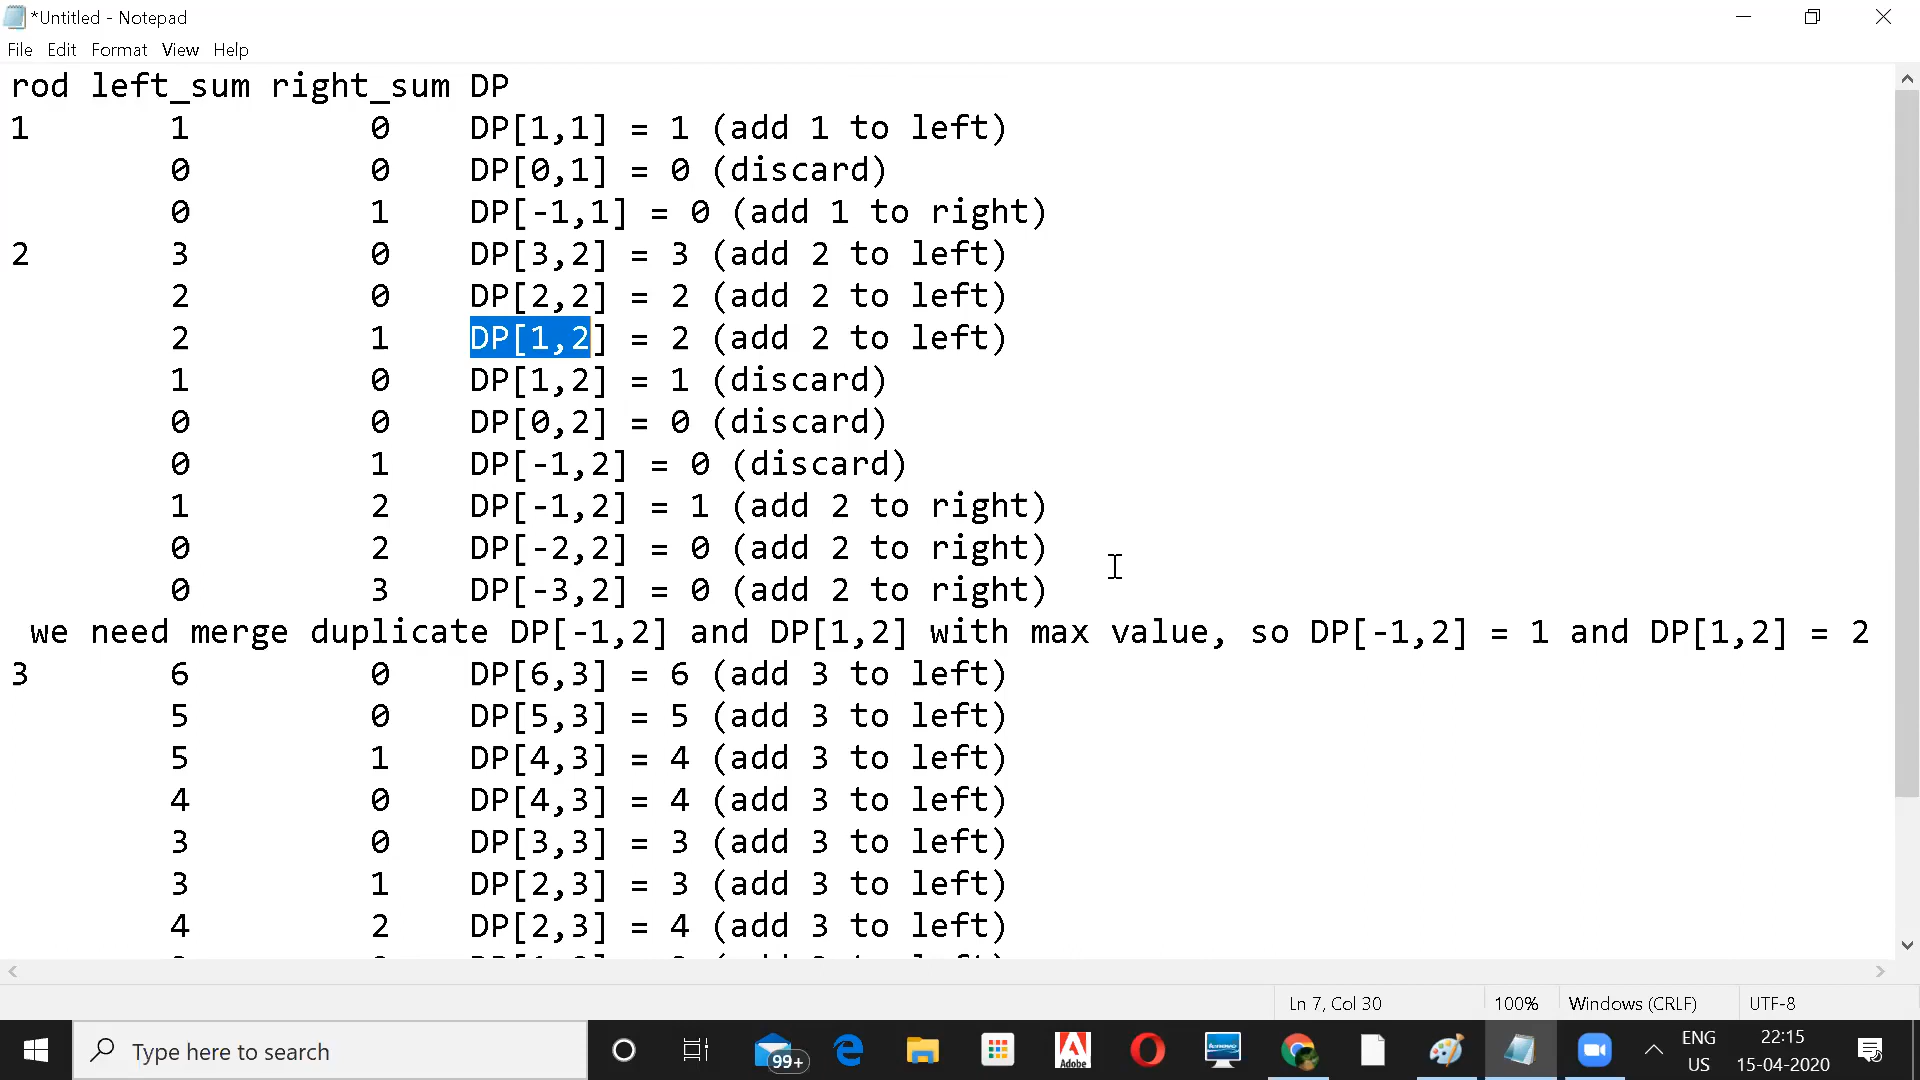 *Untitled - Notepad
File Edit Format View Help
rod left_sum right_sum DP
1 1 0 DP[1,1] = 1 (add 1 to left)
0 0 DP[0,1] = 0 (discard)
0 1 DP[-1,1] = 0 (add 1 to right)
2 3 0 DP[3,2] = 3 (add 2 to left)
2 0 DP[2,2] = 2 (add 2 to left)
2 1 DP[1,2] = 2 (add 2 to left)
1 0 DP[1,2] = 1 (discard)
0 0 DP[0,2] = 0 (discard)
0 1 DP[-1,2] = 0 (discard)
1 2 DP[-1,2] = 1 (add 2 to right)
0 2 DP[-2,2] = 0 (add 2 to right)
0 3 DP[-3,2] = 0 (add 2 to right)
we need merge duplicate DP[-1,2] and DP[1,2] with max value, so DP[-1,2] = 1 and DP[1,2] = 2
3 6 0 DP[6,3] = 6 (add 3 to left)
5 0 DP[5,3] = 5 (add 3 to left)
5 1 DP[4,3] = 4 (add 3 to left)
4 0 DP[4,3] = 4 (add 3 to left)
3 0 DP[3,3] = 3 (add 3 to left)
3 1 DP[2,3] = 3 (add 3 to left)
4 2 DP[2,3] = 4 (add 3 to left)
Ln 7, Col 30 100% Windows (CRLF) UTF-8
Type here to search
99+
Adobe
Lenovo
ENG
US
22:15
15-04-2020